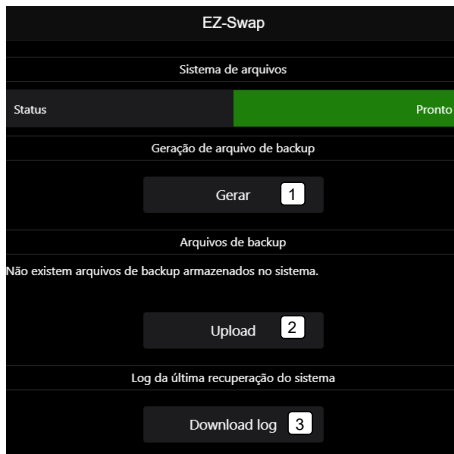 EZ-Swap
Sistema de arquivos
Status Pronto
Geração de arquivo de backup
Gerar 1
Arquivos de backup
Não existem arquivos de backup armazenados no sistema.
Upload 2
Log da última recuperação do sistema
Download log 3